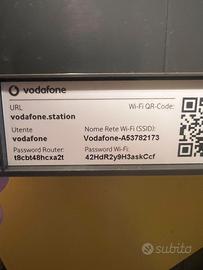 vodafone
URL
Wi-Fi QR-Code:
vodafone.station
Utente
Nome Rete Wi-Fi (SSID):
vodafone
Vodafone-A53782173
Password Router:
Password Wi-Fi:
t8cbt48hcxa2t
42HdR2y9H3askCcf
subito